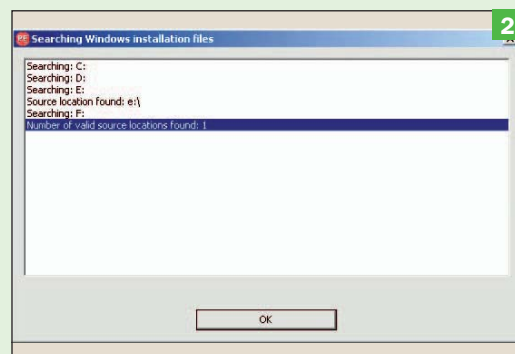 2
PE Searching Windows installation files
Searching: C:
Searching: D:
Searching: E:
Source location found: e:\
Searching: F:
Number of valid source locations found: 1
OK